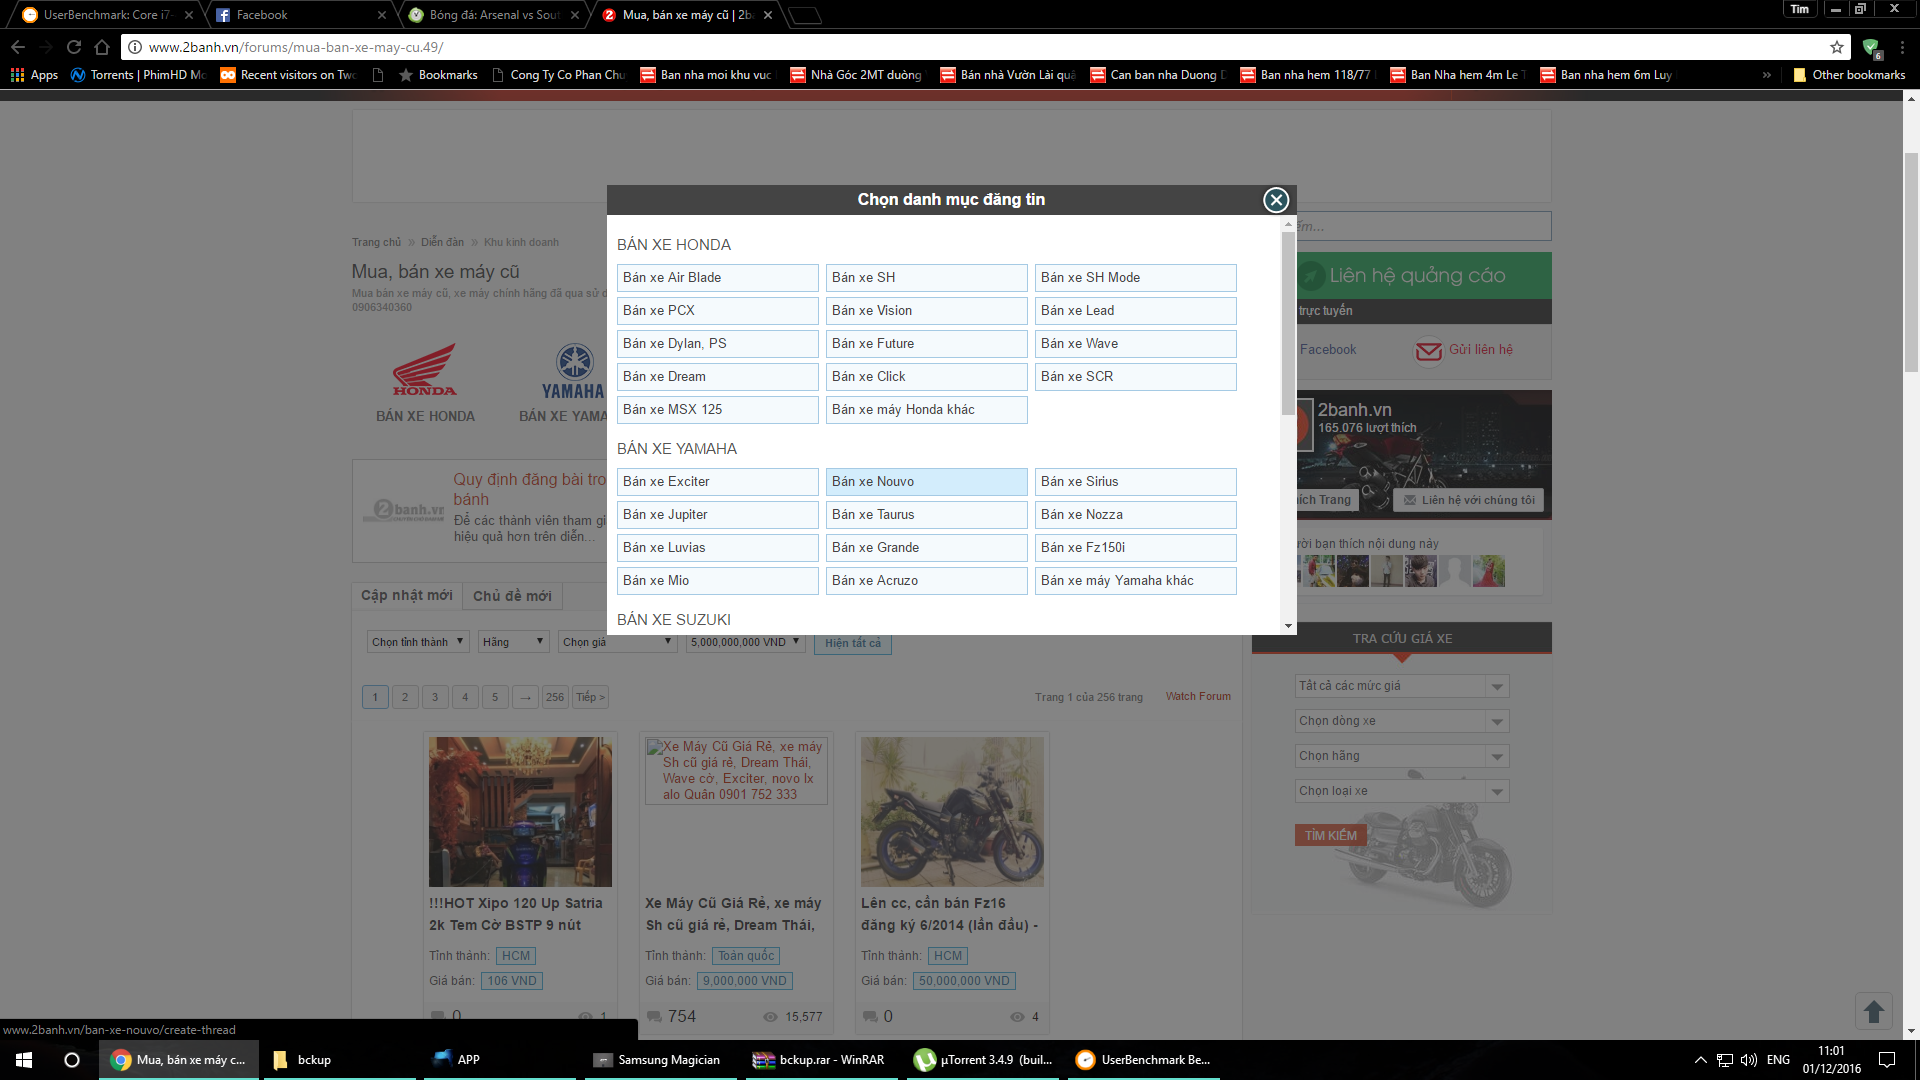 UserBenchmark: Core i7-
Facebook
Bóng đá: Arsenal vs Sout
Mua, bán xe máy cũ | 2b
Tim
www.2banh.vn/forums/mua-ban-xe-may-cu.49/
6
Apps
Torrents | PhimHD Mo
Recent visitors on Two
Bookmarks
Cong Ty Co Phan Chu
Ban nha moi khu vuc
Nhà Góc 2MT đường
Bán nhà Vườn Lài quậ
Can ban nha Duong D
Ban nha hem 118/77
Ban Nha hem 4m Le T
Ban nha hem 6m Luy
»
Other bookmarks
Chọn danh mục đăng tin
BÁN XE HONDA
Bán xe Air Blade
Bán xe SH
Bán xe SH Mode
Bán xe PCX
Bán xe Vision
Bán xe Lead
Bán xe Dylan, PS
Bán xe Future
Bán xe Wave
Bán xe Dream
Bán xe Click
Bán xe SCR
Bán xe MSX 125
Bán xe máy Honda khác
BÁN XE YAMAHA
Bán xe Exciter
Bán xe Nouvo
Bán xe Sirius
Bán xe Jupiter
Bán xe Taurus
Bán xe Nozza
Bán xe Luvias
Bán xe Grande
Bán xe Fz150i
Bán xe Mio
Bán xe Acruzo
Bán xe máy Yamaha khác
BÁN XE SUZUKI
Trang chủ » Diễn đàn » Khu kinh doanh
Mua, bán xe máy cũ
Mua bán xe máy cũ, xe máy chính hãng đã qua sử d
0906340360
HONDA
YAMAHA
BÁN XE HONDA
BÁN XE YAMA
2banh.vn
Quy định đăng bài tro
bánh
Để các thành viên tham gi
hiệu quả hơn trên diễn...
Cập nhật mới
Chủ đề mới
Chọn tỉnh thành
Hãng
Chọn giá
5,000,000,000 VND
Hiện tất cả
1 2 3 4 5 → 256 Tiếp >
Trang 1 của 256 trang
Watch Forum
!!!HOT Xipo 120 Up Satria
2k Tem Cờ BSTP 9 nút
Tỉnh thành: HCM
Giá bán: 106 VND
0
1
Xe Máy Cũ Giá Rẻ, xe máy
Sh cũ giá rẻ, Dream Thái,
Wave cờ, Exciter, novo lx
alo Quân 0901 752 333
Xe Máy Cũ Giá Rẻ, xe máy
Sh cũ giá rẻ, Dream Thái,
Tỉnh thành: Toàn quốc
Giá bán: 9,000,000 VND
754
15,577
Lên cc, cần bán Fz16
đăng ký 6/2014 (lần đầu) -
Tỉnh thành: HCM
Giá bán: 50,000,000 VND
0
4
ếm...
Liên hệ quảng cáo
trực tuyến
Facebook
Gửi liên hệ
2banh.vn
165.076 lượt thích
hích Trang
Liên hệ với chúng tôi
ười bạn thích nội dung này
TRA CỨU GIÁ XE
Tất cả các mức giá
Chọn dòng xe
Chọn hãng
Chọn loại xe
TÌM KIẾM
www.2banh.vn/ban-xe-nouvo/create-thread
Mua, bán xe máy c...
bckup
APP
Samsung Magician
bckup.rar - WinRAR
µTorrent 3.4.9 (buil...
UserBenchmark Be...
ENG
11:01
01/12/2016